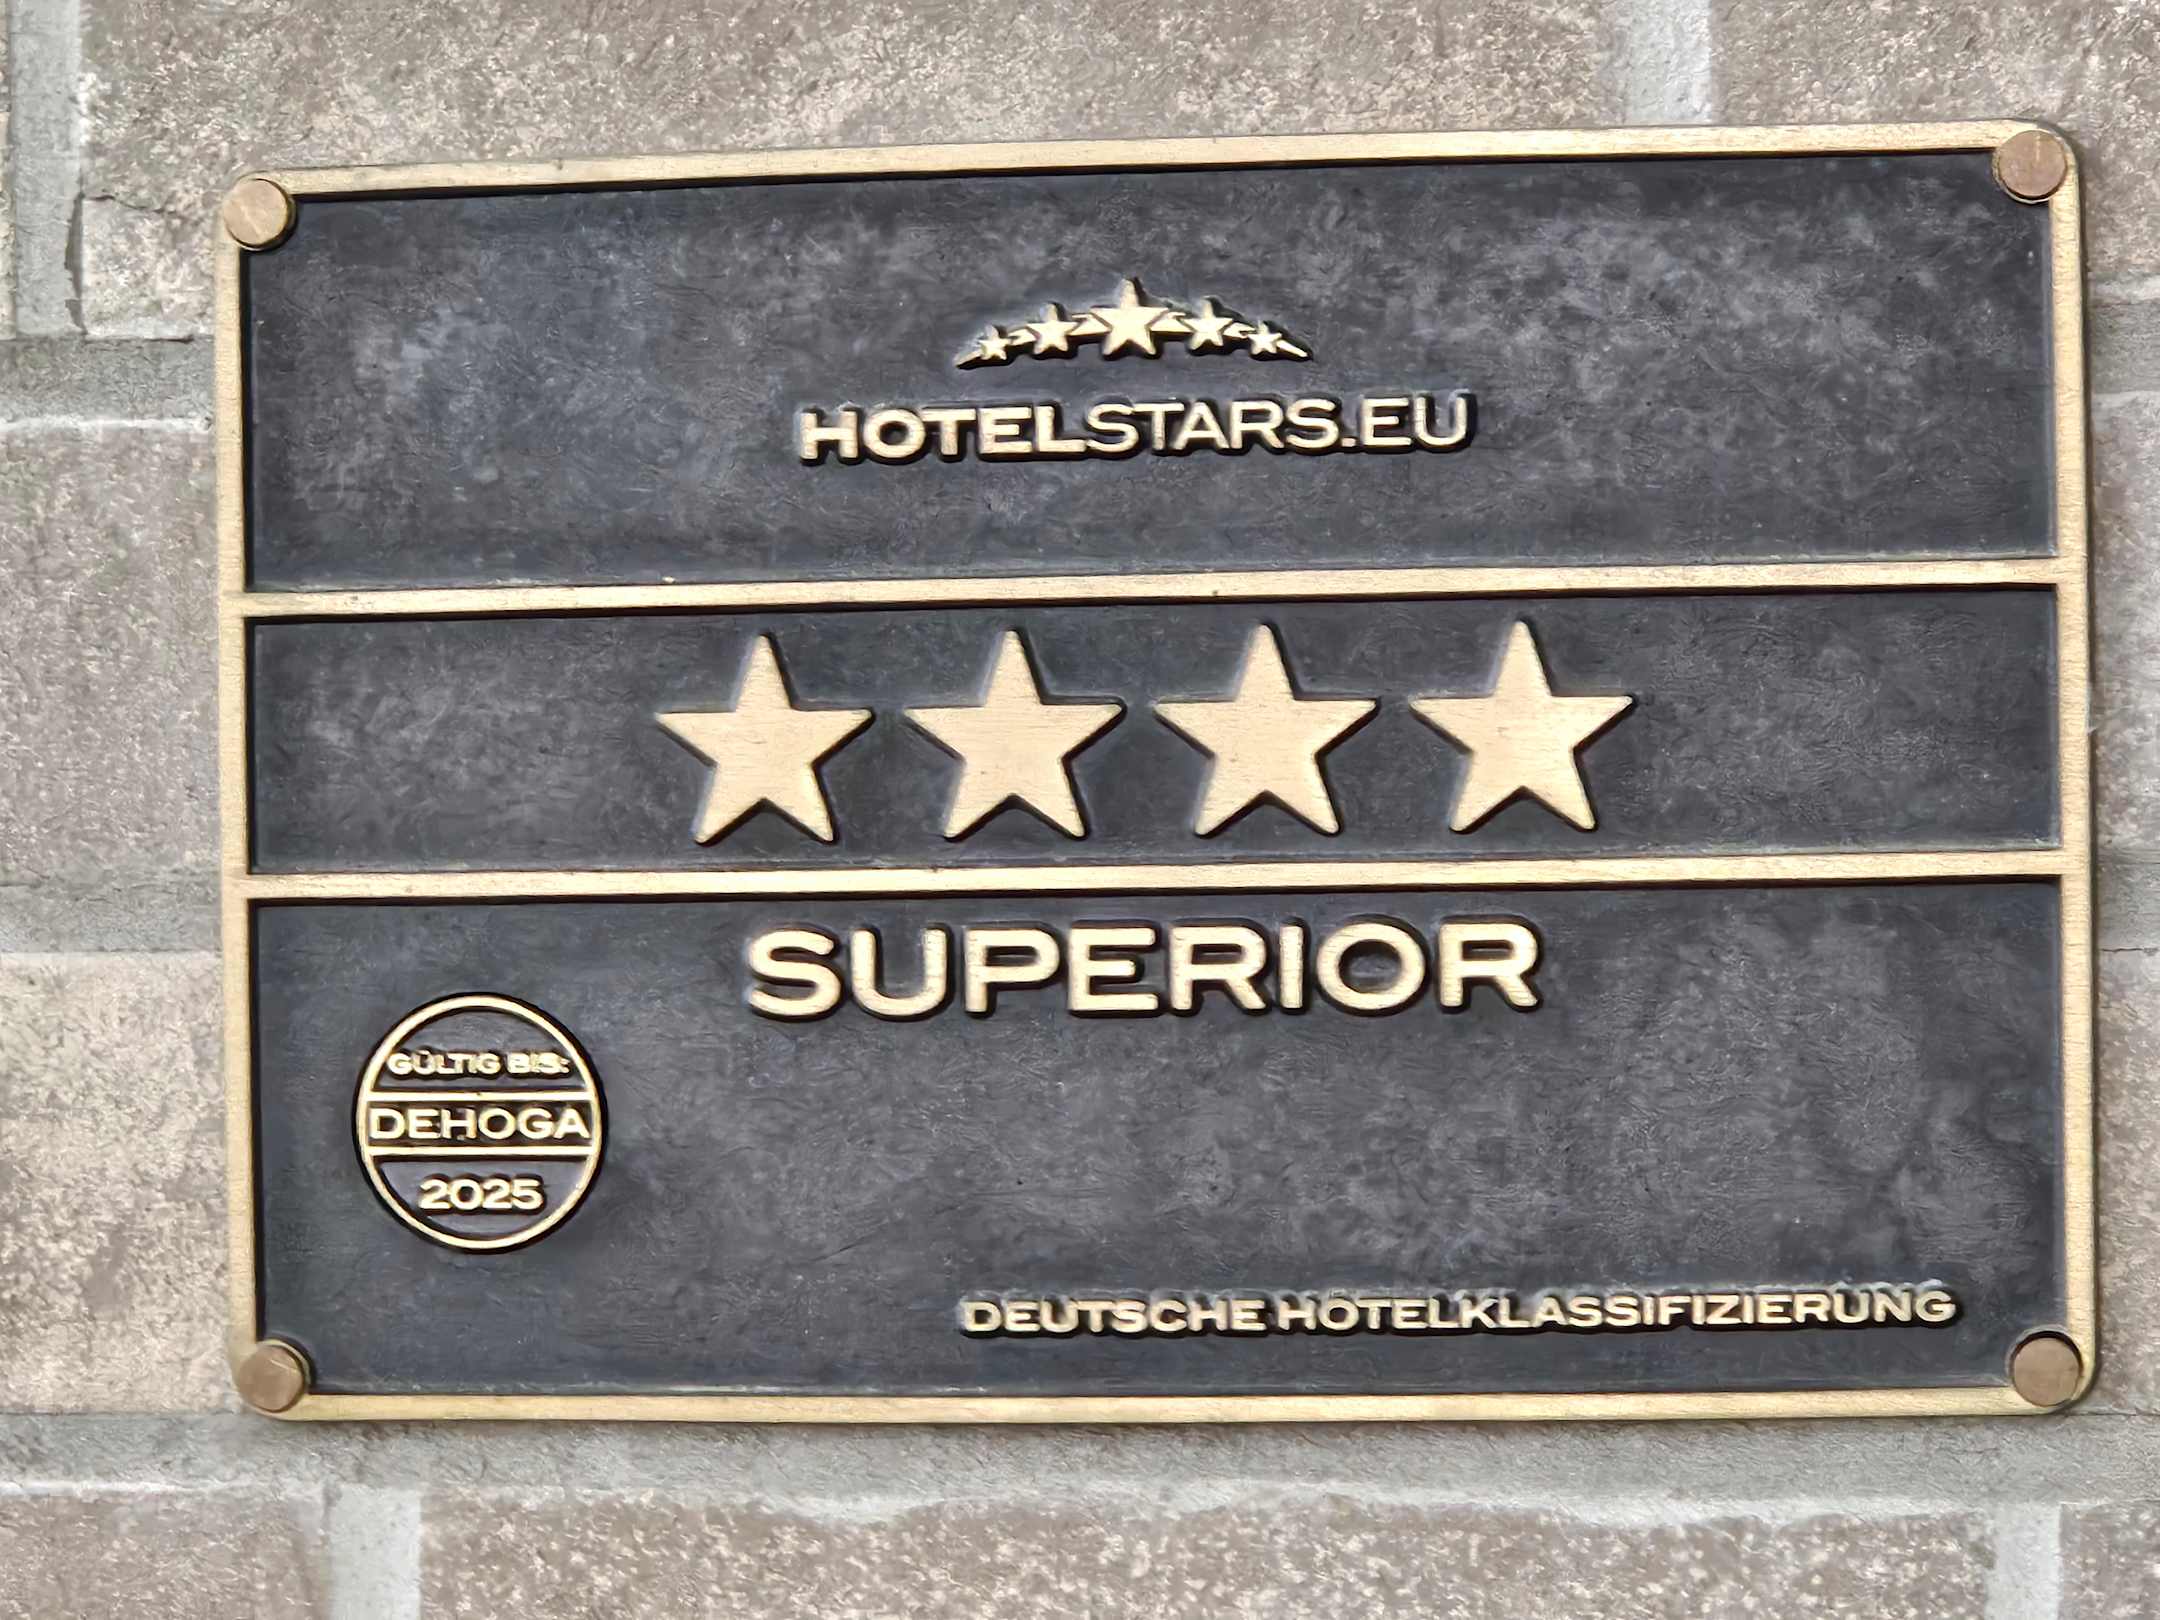 HOTELSTARS.EU
SUPERIOR
GÜLTIG BIS:
DEHOGA
2025
DEUTSCHE HOTELKLASSIFIZIERUNG